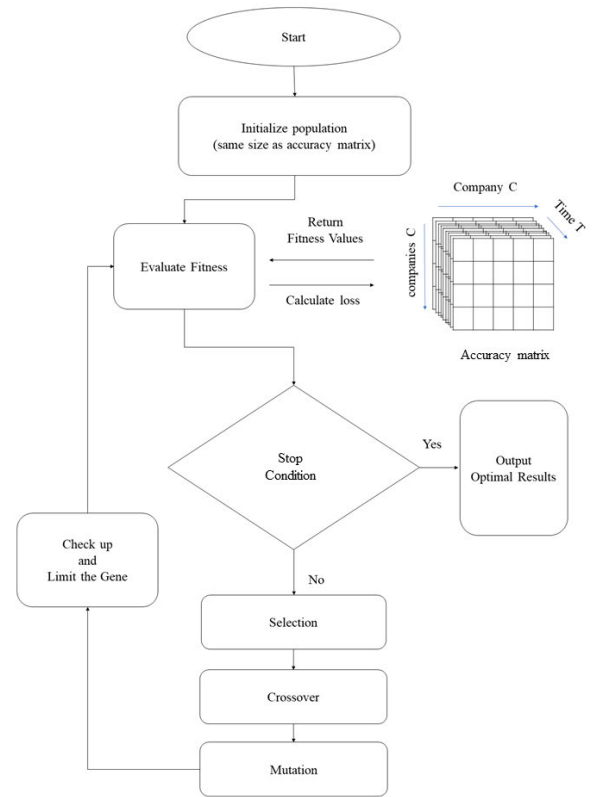 Start
Initialize population
(same size as accuracy matrix)
Company C
Time T
companies C
Return
Fitness Values
Evaluate Fitness
Calculate loss
Accuracy matrix
Stop
Condition
Yes
Output
Optimal Results
Check up
and
Limit the Gene
No
Selection
Crossover
Mutation